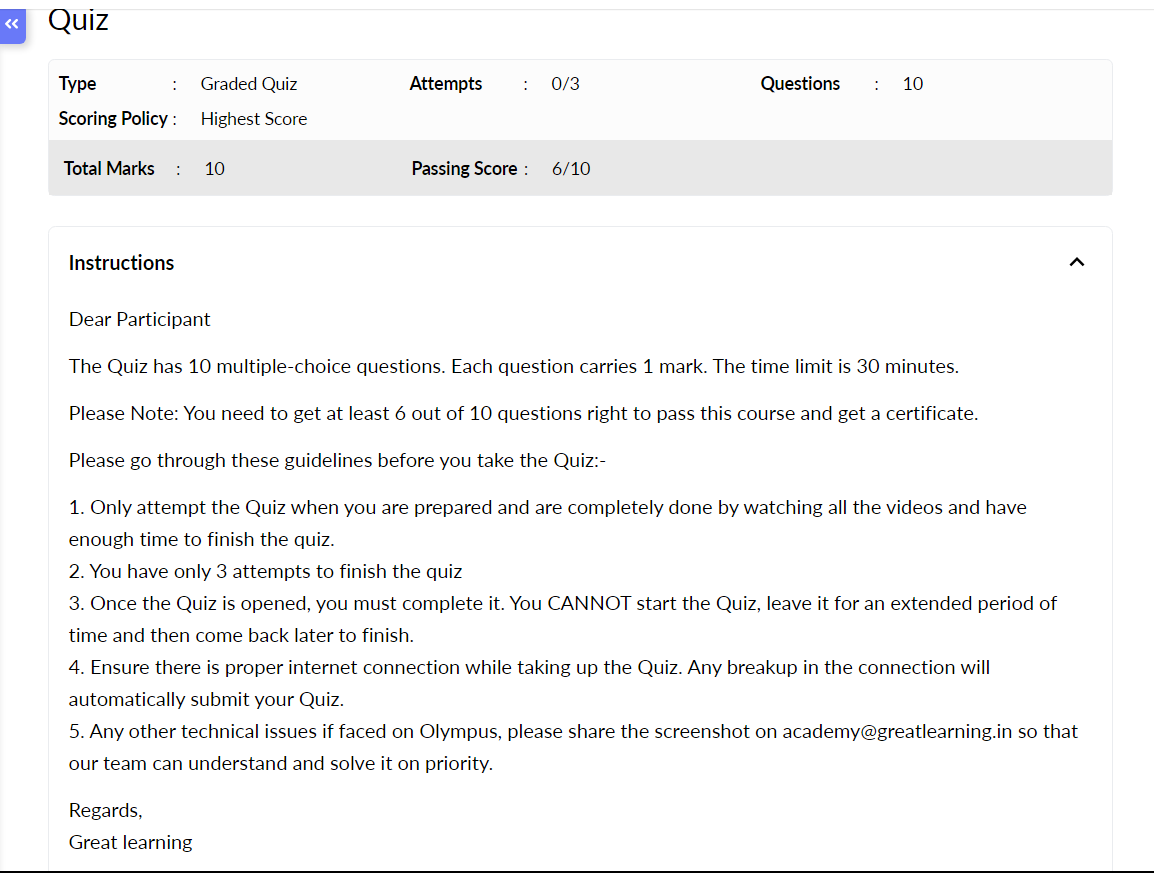 Quiz
Type : Graded Quiz Attempts : 0/3 Questions : 10
Scoring Policy : Highest Score
Total Marks : 10 Passing Score : 6/10
Instructions
Dear Participant
The Quiz has 10 multiple-choice questions. Each question carries 1 mark. The time limit is 30 minutes.
Please Note: You need to get at least 6 out of 10 questions right to pass this course and get a certificate.
Please go through these guidelines before you take the Quiz:-
1. Only attempt the Quiz when you are prepared and are completely done by watching all the videos and have
enough time to finish the quiz.
2. You have only 3 attempts to finish the quiz
3. Once the Quiz is opened, you must complete it. You CANNOT start the Quiz, leave it for an extended period of
time and then come back later to finish.
4. Ensure there is proper internet connection while taking up the Quiz. Any breakup in the connection will
automatically submit your Quiz.
5. Any other technical issues if faced on Olympus, please share the screenshot on academy@greatlearning.in so that
our team can understand and solve it on priority.
Regards,
Great learning